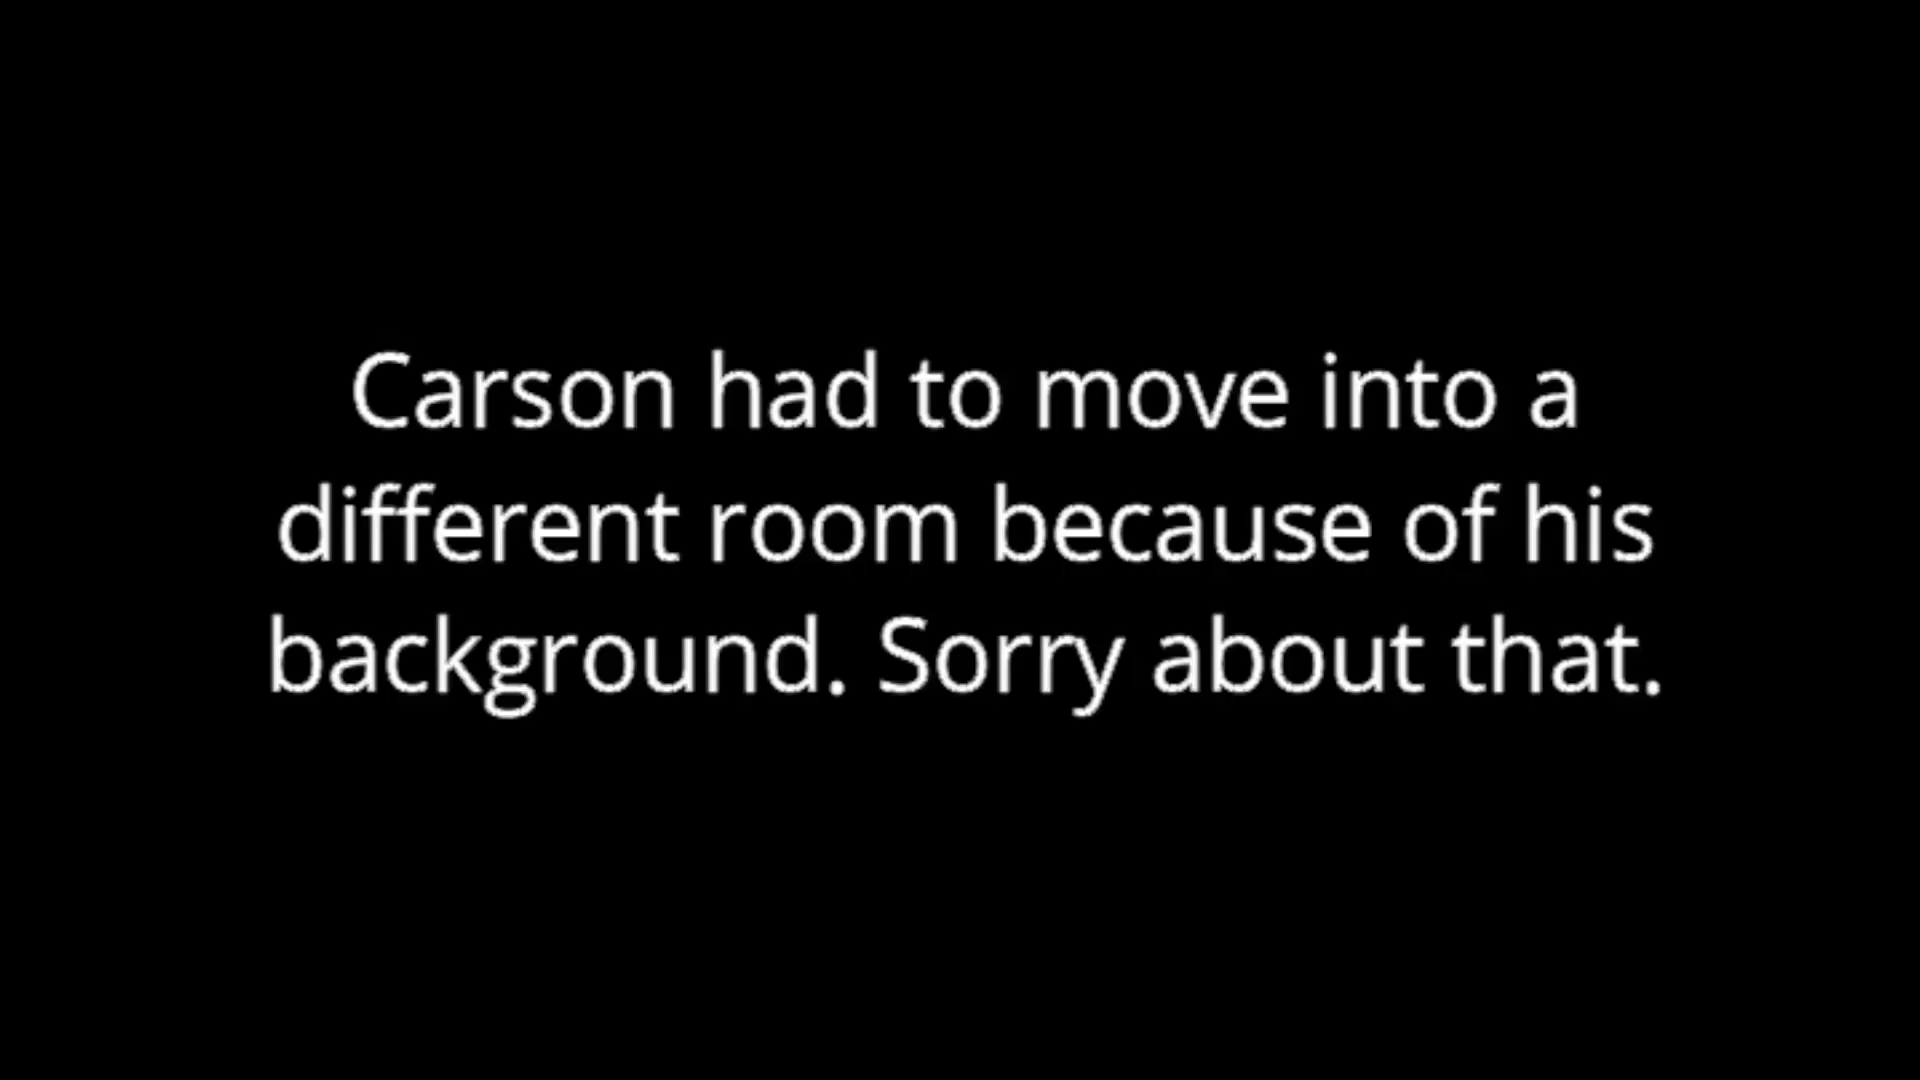 Carson had to move into a
different room because of his
background. Sorry about that.